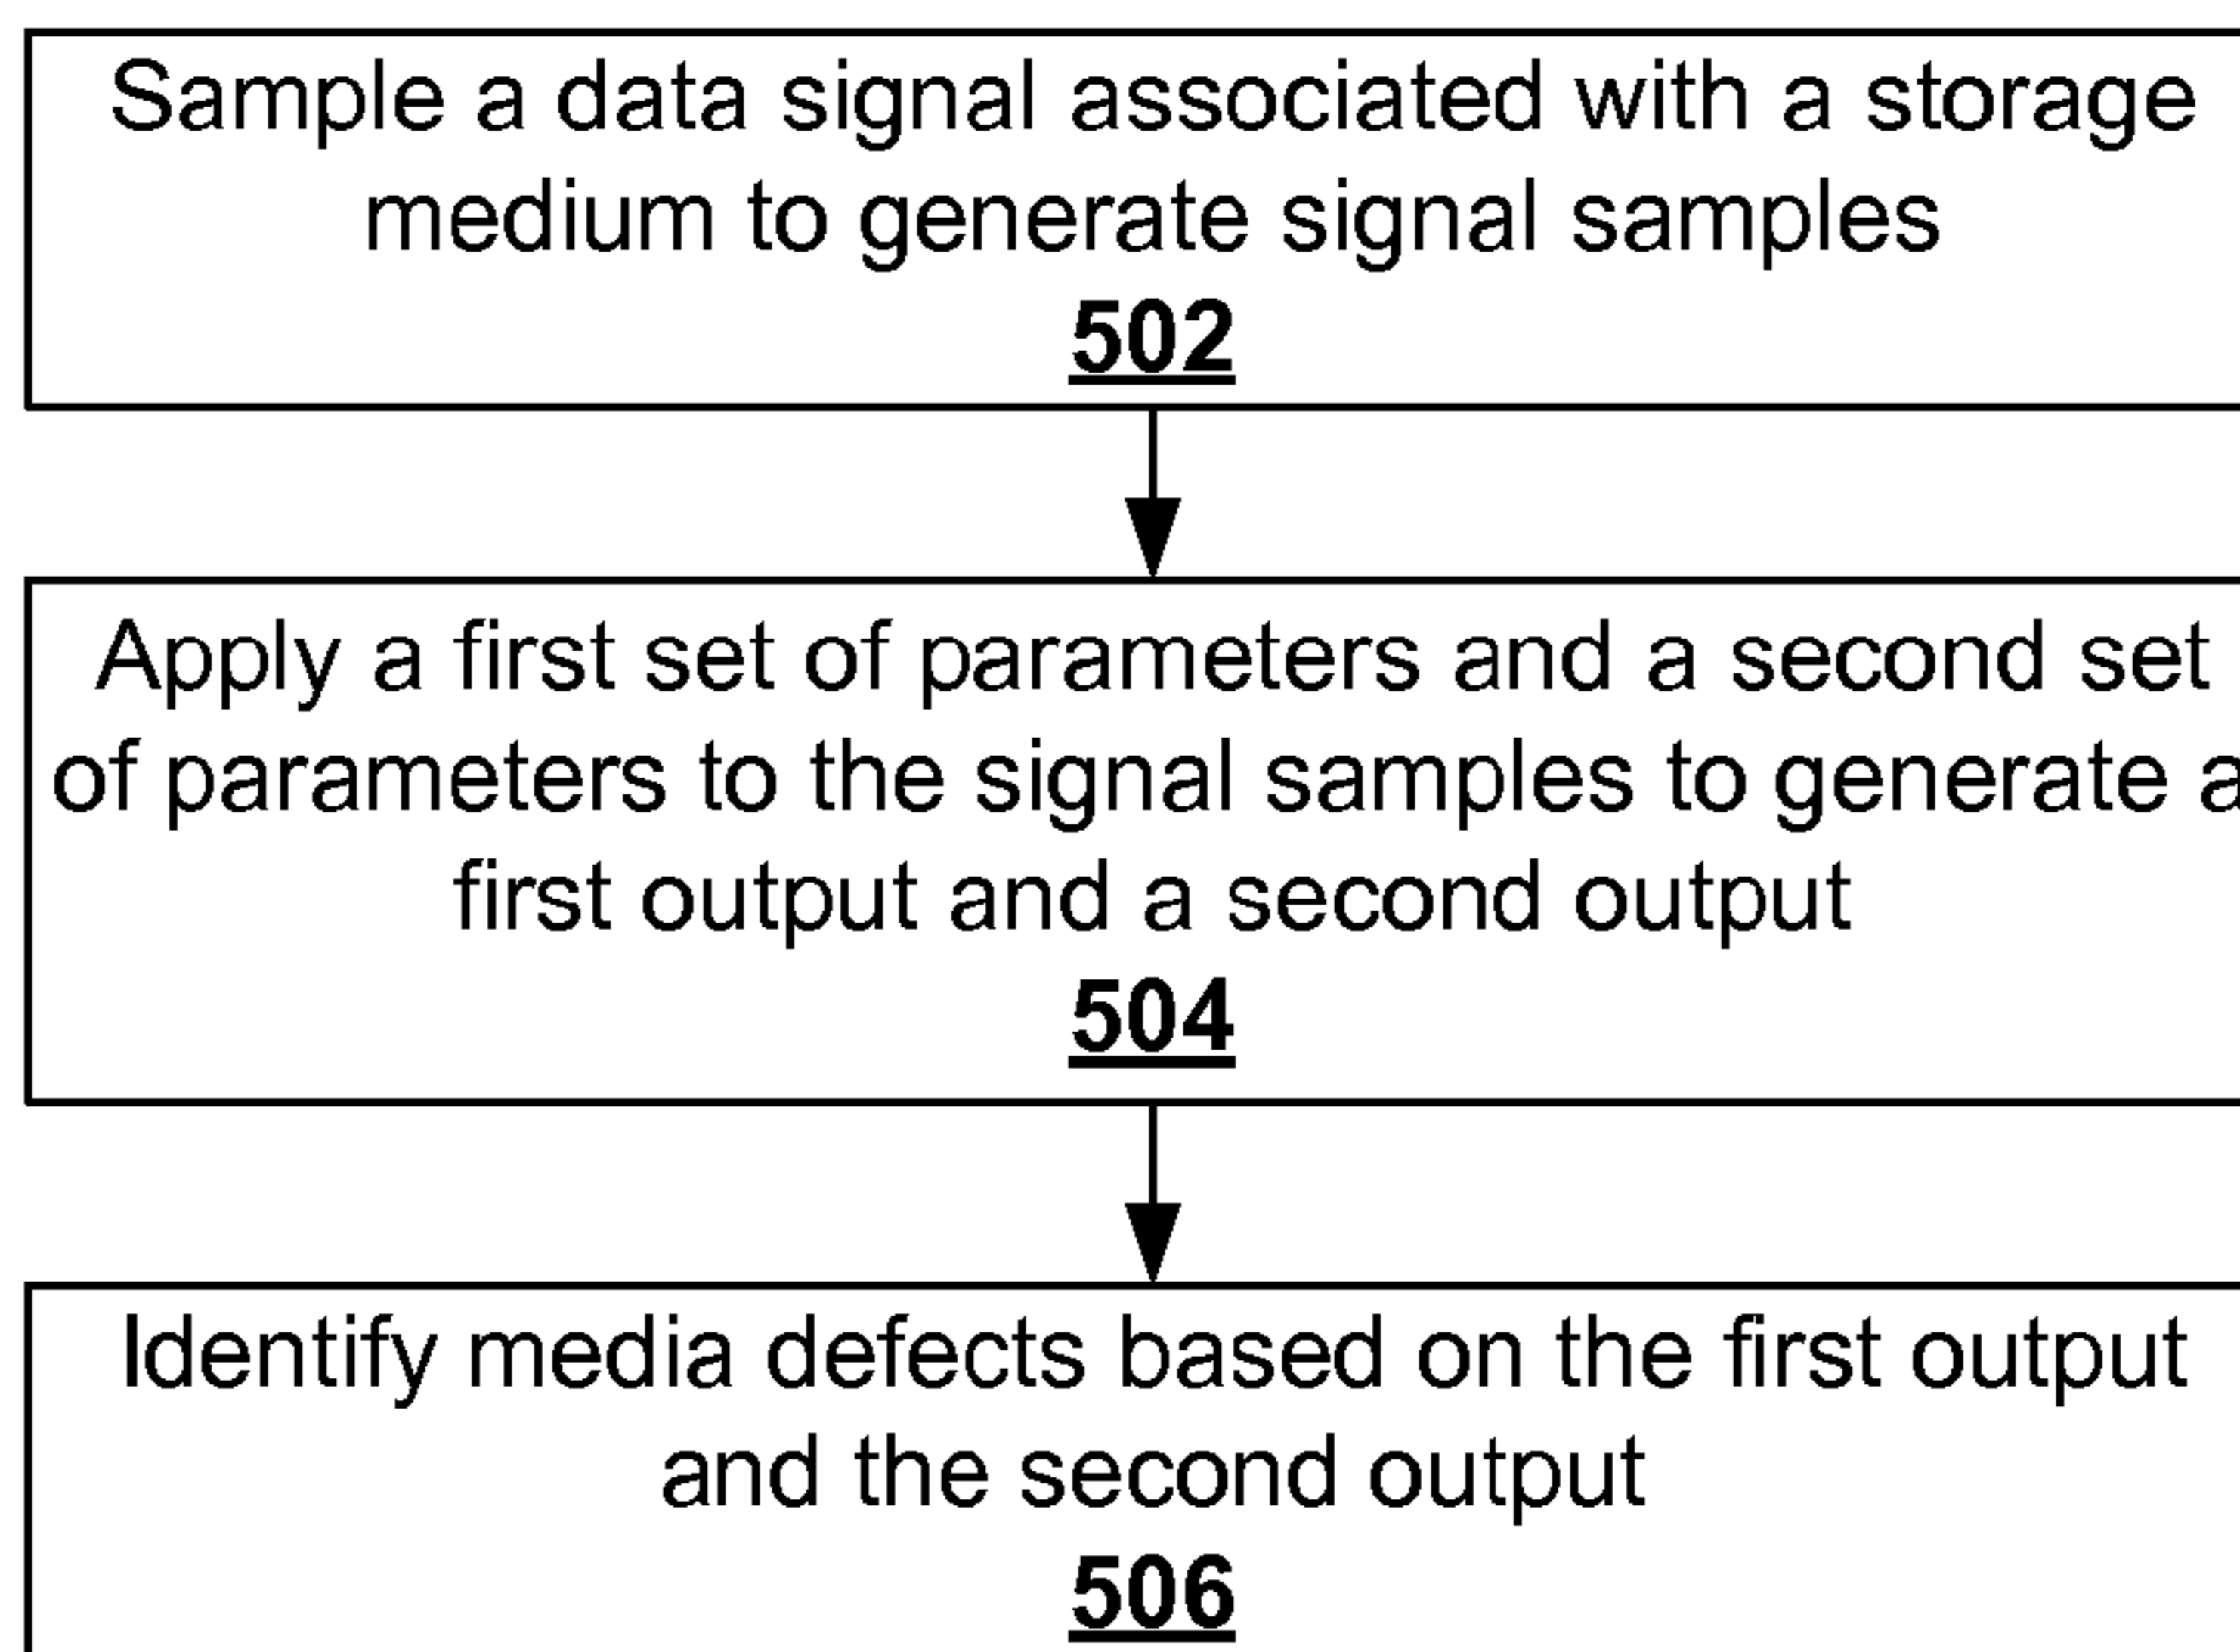 Sample a data signal associated with a storage
medium to generate signal samples
502
Apply a first set of parameters and a second set
of parameters to the signal samples to generate a
first output and a second output
504
Identify media defects based on the first output
and the second output
506